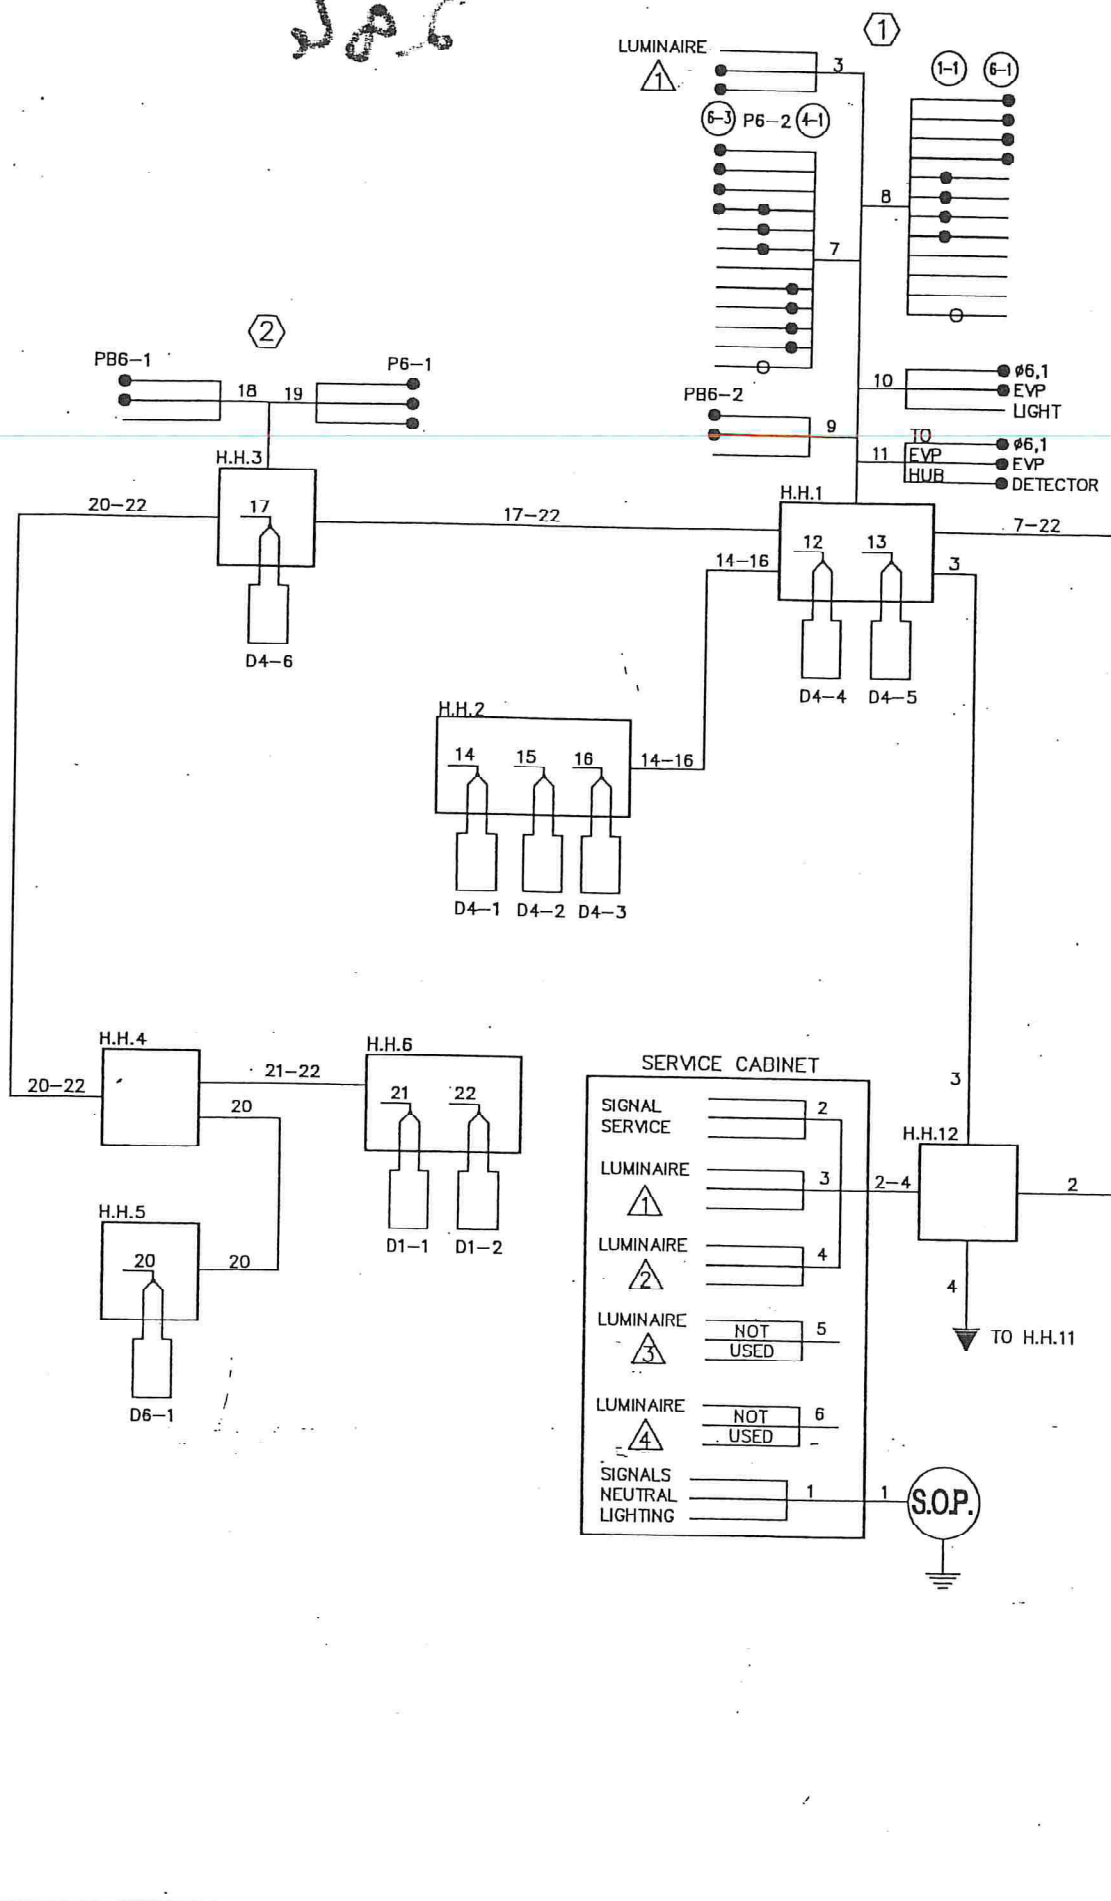 1
LUMINAIRE
1
3
1-1 6-1
6-3 P6-2 4-1
8
7
2
PB6-1
P6-1
18 19
10
ø6,1
EVP
LIGHT
PB6-2
9
11
TO
EVP
HUB
ø6,1
EVP
DETECTOR
H.H.3
H.H.1
20-22
17
17-22
7-22
12 13
14-16
3
D4-6
D4-4 D4-5
H.H.2
14 15 16
14-16
D4-1 D4-2 D4-3
H.H.4
H.H.6
20-22
21-22
20
21 22
H.H.5
20
20
D1-1 D1-2
D6-1
SERVICE CABINET
3
SIGNAL
SERVICE
2
H.H.12
LUMINAIRE
1
3
2-4
2
LUMINAIRE
2
4
4
TO H.H.11
LUMINAIRE
3
NOT
USED
5
LUMINAIRE
4
NOT
USED
6
SIGNALS
NEUTRAL
LIGHTING
1
1
S.O.P.